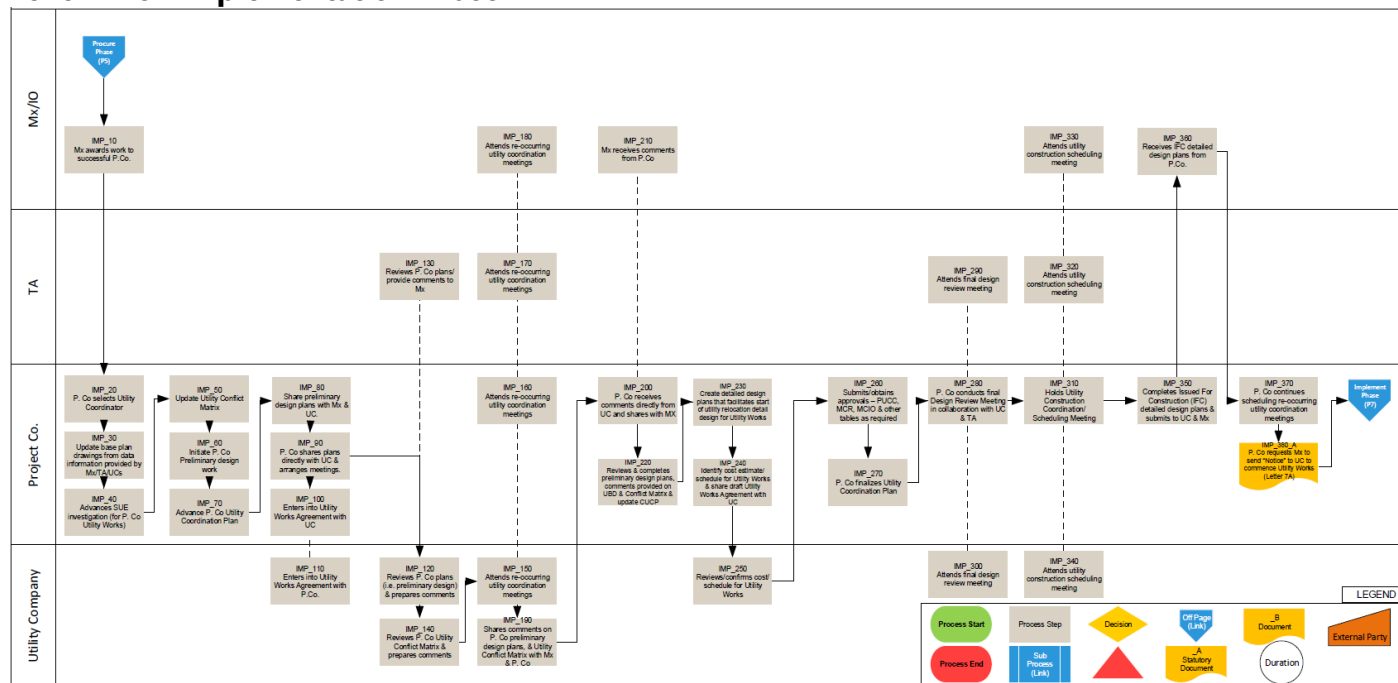 Mx/IO
Procure
Phase
(P5)
IMP_10
Mx awards work to
successful P.Co.
IMP_180
Attends re-occurring
utility coordination
meetings
IMP_210
Mx receives comments
from P.Co
IMP_330
Attends utility
construction scheduling
meeting
IMP_360
Receives IFC detailed
design plans from
P.Co.
TA
IMP_130
Reviews P. Co plans/
provide comments to
Mx
IMP_170
Attends re-occurring
utility coordination
meetings
IMP_290
Attends final design
review meeting
IMP_320
Attends utility
construction scheduling
meeting
Project Co.
IMP_20
P. Co selects Utility
Coordinator
IMP_30
Update base plan
drawings from data
information provided by
Mx/TA/UCs
IMP_40
Advances SUE
investigation (for P. Co
Utility Works)
IMP_50
Update Utility Conflict
Matrix
IMP_60
Initiate P. Co
Preliminary design
work
IMP_70
Advance P. Co Utility
Coordination Plan
IMP_80
Share preliminary
design plans with Mx &
UC.
IMP_90
P. Co shares plans
directly with UC &
arranges meetings.
IMP_100
Enters into Utility
Works Agreement with
UC
IMP_160
Attends re-occurring
utility coordination
meetings
IMP_200
P. Co receives
comments directly from
UC and shares with MX
IMP_220
Reviews & completes
preliminary design plans,
comments provided on
UBD & Conflict Matrix &
update CUCP
IMP_230
Create detailed design
plans that facilitates start
of utility relocation detail
design for Utility Works
IMP_240
Identify cost estimate/
schedule for Utility Works
& share draft Utility
Works Agreement with
UC
IMP_260
Submits/obtains
approvals – PUCC,
MCR, MCIO & other
tables as required
IMP_270
P. Co finalizes Utility
Coordination Plan
IMP_280
P. Co conducts final
Design Review Meeting
in collaboration with UC
& TA
IMP_310
Holds Utility
Construction
Coordination/
Scheduling Meeting
IMP_350
Completes Issued For
Construction (IFC)
detailed design plans &
submits to UC & Mx
IMP_370
P. Co continues
scheduling re-occurring
utility coordination
meetings
IMP_380_A
P. Co requests Mx to
send "Notice" to UC to
commence Utility Works
(Letter 7A)
Implement
Phase
(P7)
Utility Company
IMP_110
Enters into Utility
Works Agreement with
P.Co.
IMP_120
Reviews P. Co plans
(i.e. preliminary design)
& prepares comments
IMP_140
Reviews P. Co Utility
Conflict Matrix &
prepares comments
IMP_150
Attends re-occurring
utility coordination
meetings
IMP_190
Shares comments on
P. Co preliminary
design plans, & Utility
Conflict Matrix with Mx
& P. Co
IMP_250
Reviews/confirms cost/
schedule for Utility
Works
IMP_300
Attends final design
review meeting
IMP_340
Attends utility
construction scheduling
meeting
LEGEND
Process Start
Process Step
Decision
Off Page
(Link)
_B
Document
External Party
Process End
Sub
Process
(Link)
_A
Statutory
Document
Duration